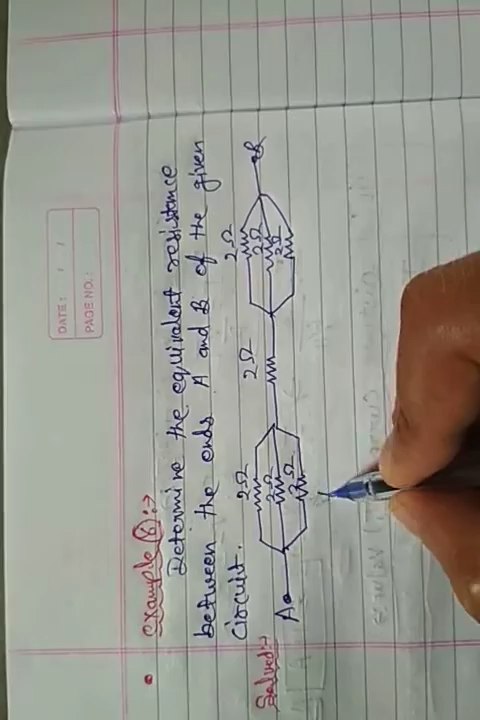 DATE: / /
PAGE NO.:
• Example (8):→
Determine the equivalent resistance
between the ends A and B of the given
circuit.
2Ω 2Ω 2Ω
2Ω 2Ω
2Ω 2Ω
A B
Solved:→